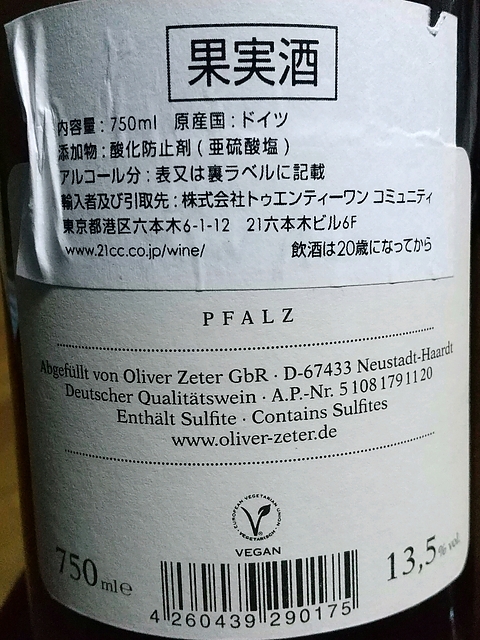 果実酒
内容量：750ml 原産国：ドイツ
添加物：酸化防止剤（亜硫酸塩）
アルコール分：表又は裏ラベルに記載
輸入者及び引取先：株式会社トゥエンティーワン コミュニティ
東京都港区六本木6-1-12 21六本木ビル6F
www.21cc.co.jp/wine/ 飲酒は20歳になってから
PFALZ
Abgefüllt von Oliver Zeter GbR · D-67433 Neustadt-Haardt
Deutscher Qualitätswein · A.P.-Nr. 5 108 179 11 20
Enthält Sulfite · Contains Sulfites
www.oliver-zeter.de
EUROPEAN VEGETARIAN UNION
VEGETARISCH
VEGAN
750 ml e 13,5% vol.
4 260439 290175